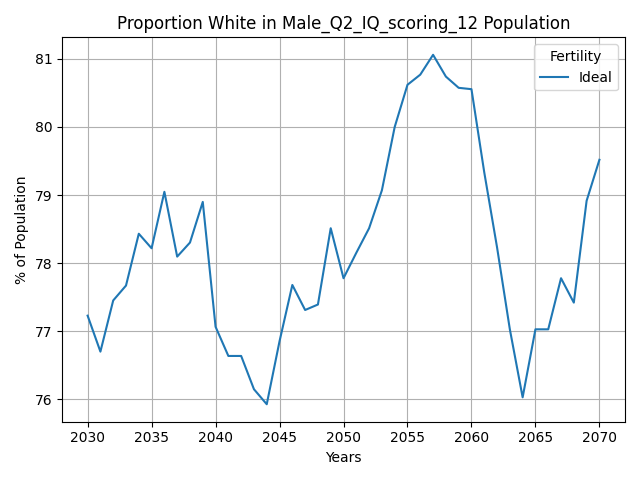 Proportion White in Male_Q2_IQ_scoring_12 Population
Fertility
Ideal
% of Population
81
80
79
78
77
76
2030 2035 2040 2045 2050 2055 2060 2065 2070
Years